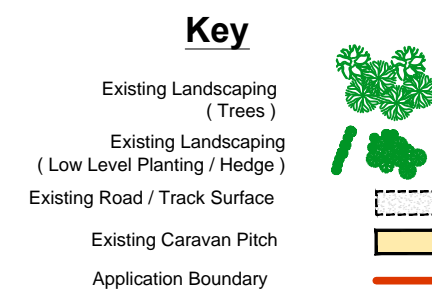 Key
Existing Landscaping
( Trees )
Existing Landscaping
( Low Level Planting / Hedge )
Existing Road / Track Surface
Existing Caravan Pitch
Application Boundary